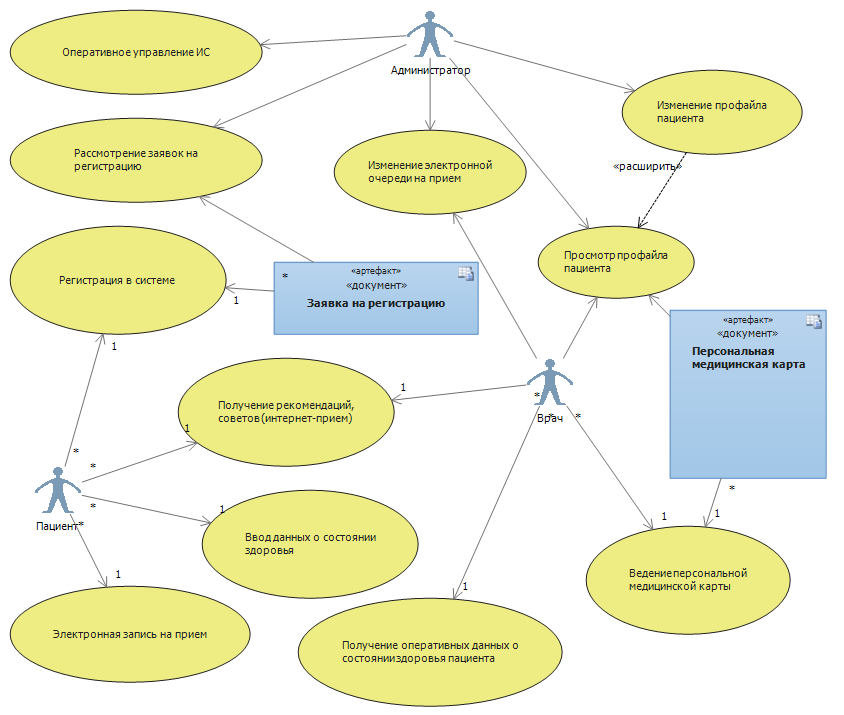 Оперативное управление ИС
Администратор
Изменение профайла
пациента
Рассмотрение заявок на
регистрацию
Изменение электронной
очереди на прием
«расширить»
Просмотр профайла
пациента
Регистрация в системе
1
*
«артефакт»
«документ»
Заявка на регистрацию
«артефакт»
«документ»
Персональная
медицинская карта
1
Получение рекомендаций,
советов (интернет-прием)
1
1
*
*
*
Врач
*
*
*
*
Пациент
*
1
Ввод данных о состоянии
здоровья
*
1
1
Ведение персональной
медицинской карты
1
Электронная запись на прием
1
Получение оперативных данных о
состоянии здоровья пациента